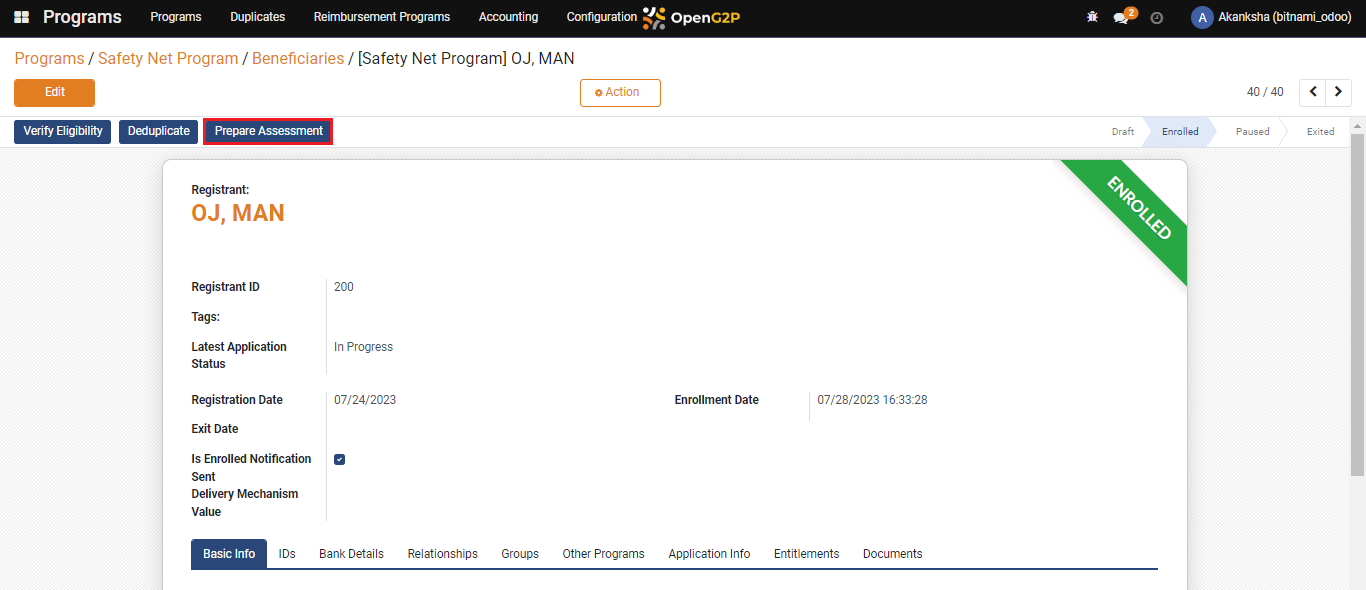 Programs Programs Duplicates Reimbursement Programs Accounting Configuration OpenG2P 2 A Akanksha (bitnami_odoo)
Programs / Safety Net Program / Beneficiaries / [Safety Net Program] OJ, MAN
Edit Action 40 / 40
Verify Eligibility Deduplicate Prepare Assessment Draft Enrolled Paused Exited
ENROLLED
Registrant:
OJ, MAN
Registrant ID 200
Tags:
Latest Application Status In Progress
Registration Date 07/24/2023 Enrollment Date 07/28/2023 16:33:28
Exit Date
Is Enrolled Notification Sent
Delivery Mechanism Value
Basic Info IDs Bank Details Relationships Groups Other Programs Application Info Entitlements Documents